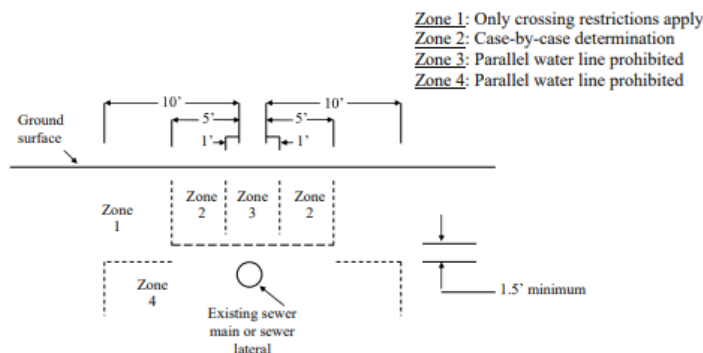 Zone 1: Only crossing restrictions apply
Zone 2: Case-by-case determination
Zone 3: Parallel water line prohibited
Zone 4: Parallel water line prohibited
10’
10’
5’
5’
1’
1’
Ground
surface
Zone
1
Zone
2
Zone
3
Zone
2
Zone
4
1.5’ minimum
Existing sewer
main or sewer
lateral